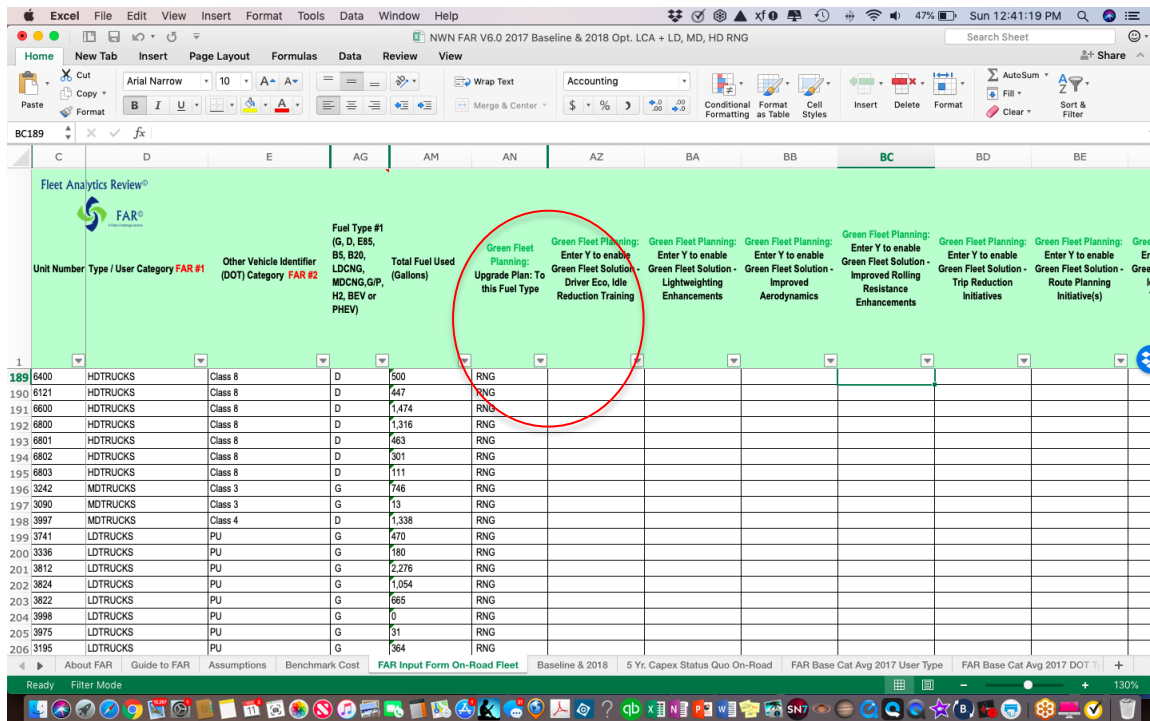 Excel File Edit View Insert Format Tools Data Window Help 47% Sun 12:41:19 PM
NWN FAR V6.0 2017 Baseline & 2018 Opt. LCA + LD, MD, HD RNG Search Sheet
Home New Tab Insert Page Layout Formulas Data Review View Share
Paste Cut Copy Format
Arial Narrow 10 A A
B I U A
Wrap Text
Merge & Center
Accounting
$ %
Conditional Formatting Format as Table Cell Styles
Insert Delete Format
AutoSum
Fill
Clear
Sort & Filter
BC189 fx
C D E AG AM AN AZ BA BB BC BD BE
Fleet Analytics Review©
FAR©
Unit Number
Type / User Category FAR #1
Other Vehicle Identifier (DOT) Category FAR #2
Fuel Type #1 (G, D, E85, B5, B20, LDCNG, MDCNG,G/P, H2, BEV or PHEV)
Total Fuel Used (Gallons)
Green Fleet Planning: Upgrade Plan: To this Fuel Type
Green Fleet Planning: Enter Y to enable Green Fleet Solution - Driver Eco, Idle Reduction Training
Green Fleet Planning: Enter Y to enable Green Fleet Solution - Lightweighting Enhancements
Green Fleet Planning: Enter Y to enable Green Fleet Solution - Improved Aerodynamics
Green Fleet Planning: Enter Y to enable Green Fleet Solution - Improved Rolling Resistance Enhancements
Green Fleet Planning: Enter Y to enable Green Fleet Solution - Trip Reduction Initiatives
Green Fleet Planning: Enter Y to enable Green Fleet Solution - Route Planning Initiative(s)
1
189 6400 HDTRUCKS Class 8 D 500 RNG
190 6121 HDTRUCKS Class 8 D 447 RNG
191 6600 HDTRUCKS Class 8 D 1,474 RNG
192 6800 HDTRUCKS Class 8 D 1,316 RNG
193 6801 HDTRUCKS Class 8 D 463 RNG
194 6802 HDTRUCKS Class 8 D 301 RNG
195 6803 HDTRUCKS Class 8 D 111 RNG
196 3242 MDTRUCKS Class 3 G 746 RNG
197 3090 MDTRUCKS Class 3 G 13 RNG
198 3997 MDTRUCKS Class 4 D 1,338 RNG
199 3741 LDTRUCKS PU G 470 RNG
200 3336 LDTRUCKS PU G 180 RNG
201 3812 LDTRUCKS PU G 2,276 RNG
202 3824 LDTRUCKS PU G 1,054 RNG
203 3822 LDTRUCKS PU G 665 RNG
204 3998 LDTRUCKS PU G 0 RNG
205 3975 LDTRUCKS PU G 31 RNG
206 3195 LDTRUCKS PU G 364 RNG
About FAR Guide to FAR Assumptions Benchmark Cost FAR Input Form On-Road Fleet Baseline & 2018 5 Yr. Capex Status Quo On-Road FAR Base Cat Avg 2017 User Type FAR Base Cat Avg 2017 DOT
Ready Filter Mode 130%